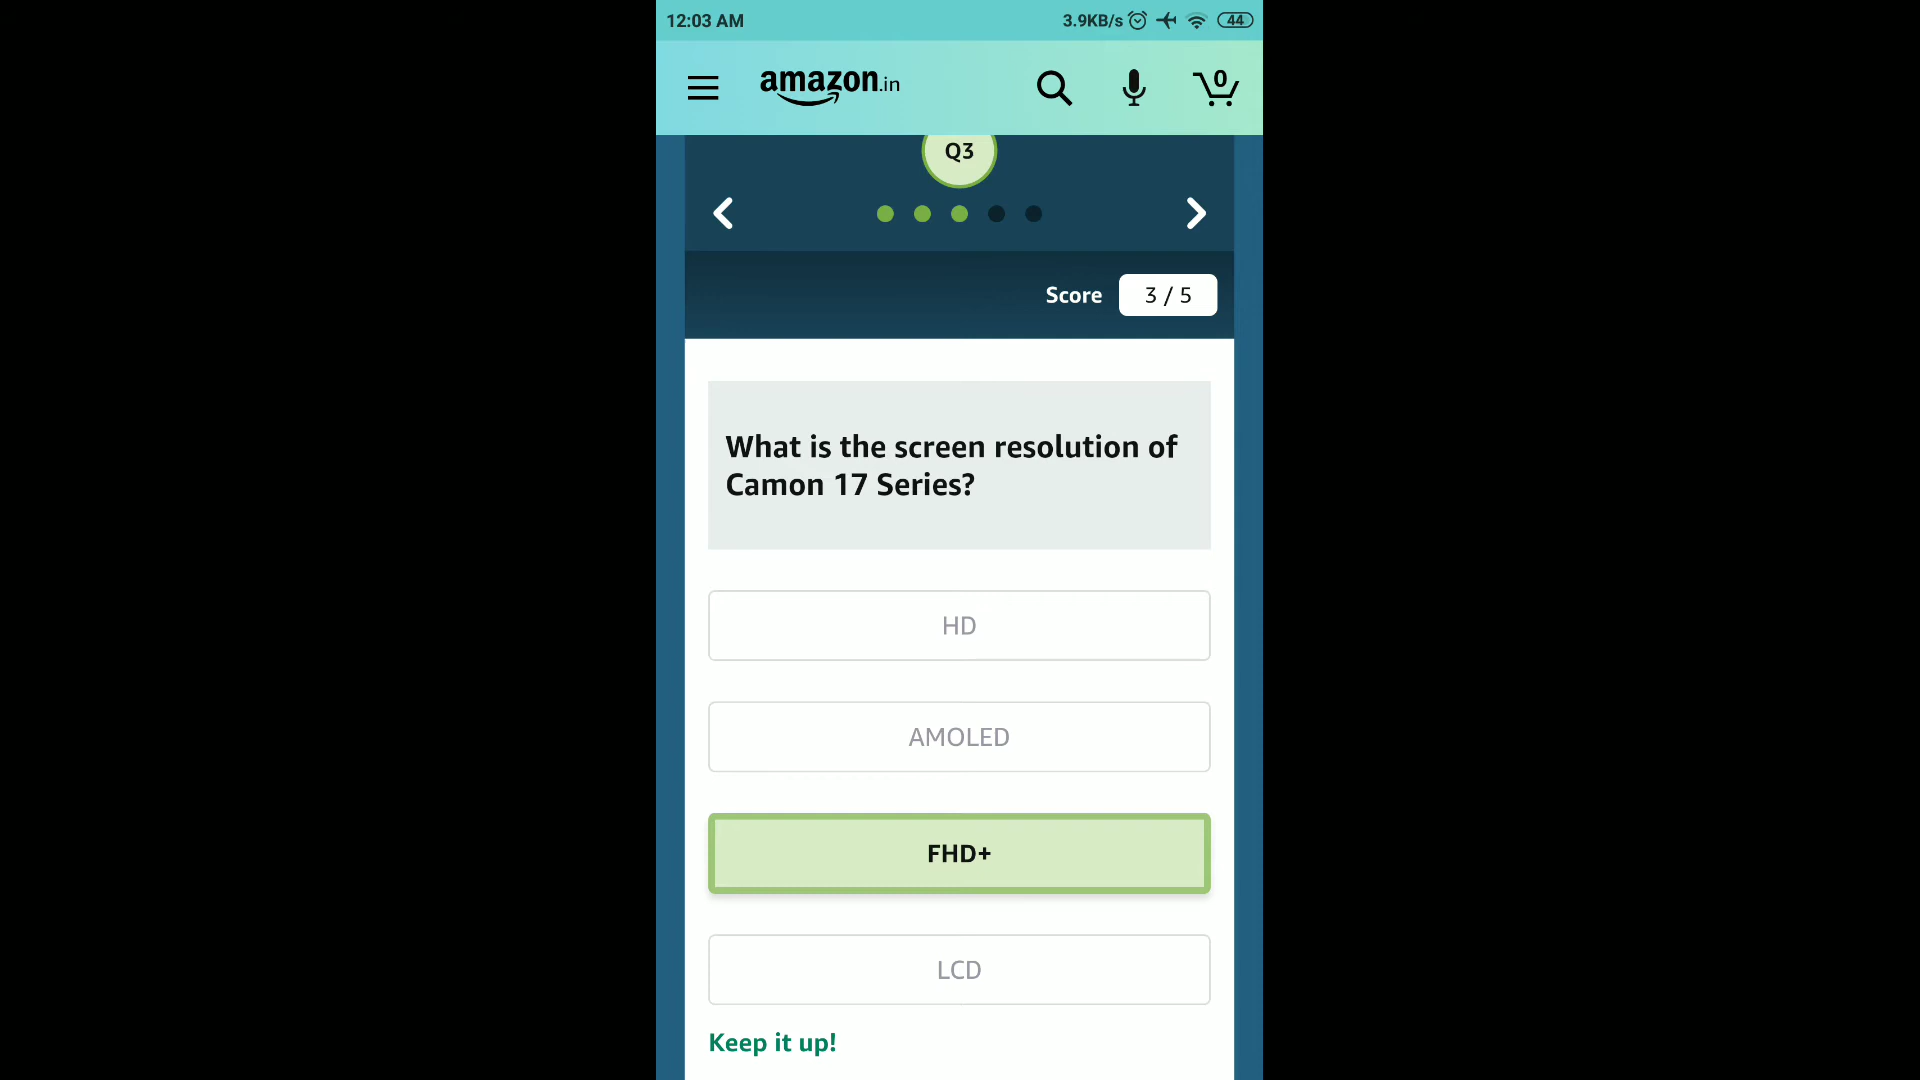 12:03 AM 3.9KB/s 44
amazon.in 0
Q3
Score 3 / 5
What is the screen resolution of
Camon 17 Series?
HD
AMOLED
FHD+
LCD
Keep it up!